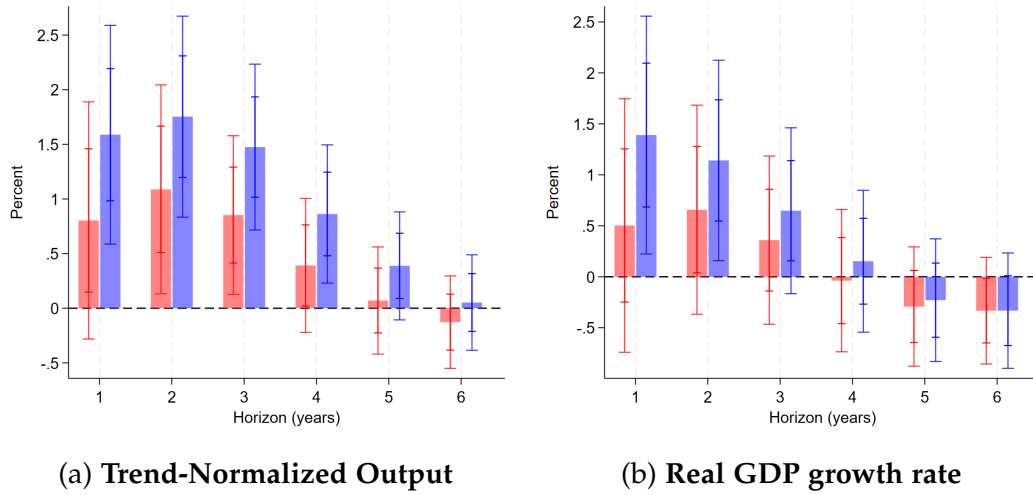 2.5
2
1.5
1
.5
0
-.5
Percent
1 2 3 4 5 6
Horizon (years)
(a) Trend-Normalized Output
2.5
2
1.5
1
.5
0
-.5
Percent
1 2 3 4 5 6
Horizon (years)
(b) Real GDP growth rate